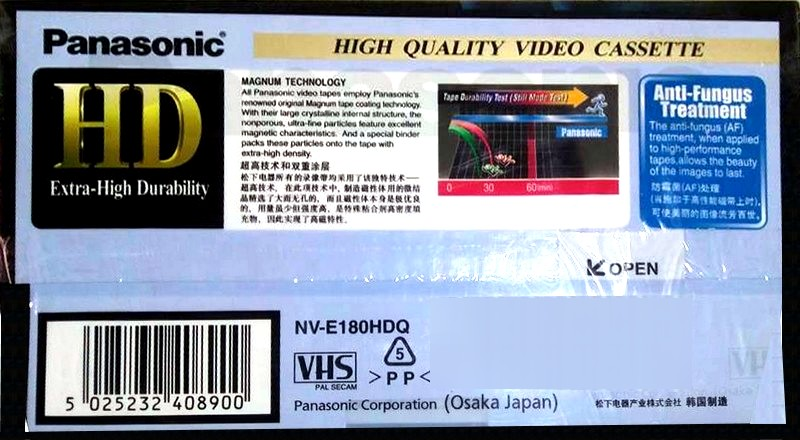 Panasonic
HIGH QUALITY VIDEO CASSETTE
HD
Extra-High Durability
MAGNUM TECHNOLOGY
All Panasonic video tapes employ Panasonic's
renowned original Magnum tape coating technology.
With their large crystalline internal structure, the
nonporous, ultra-fine particles feature excellent
magnetic characteristics. And a special binder
packs these particles onto the tape with
extra-high density.
超高技术和双重涂层
松下电器所有的录像带均采用了该独特技术——
超高技术。在此项技术中，制造磁性体用的微结
晶精选了大而无孔的，而且磁性体本身是极优良
的，用量虽少但强度高，是特殊粘合剂高密度填
充物，因此实现了高磁特性。
Tape Durability Test (Still Mode Test)
Panasonic
0 30 60(min)
Anti-Fungus
Treatment
The anti-fungus (AF)
treatment, when applied
to high-performance
tapes,allows the beauty
of the images to last.
防霉菌(AF)处理
(当施加于高性能磁带上时)，
可使美丽的图像流芳百世。
OPEN
NV-E180HDQ
VHS
PAL SECAM
5
>PP<
5 025232 408900
Panasonic Corporation (Osaka Japan)
松下电器产业株式会社 韩国制造